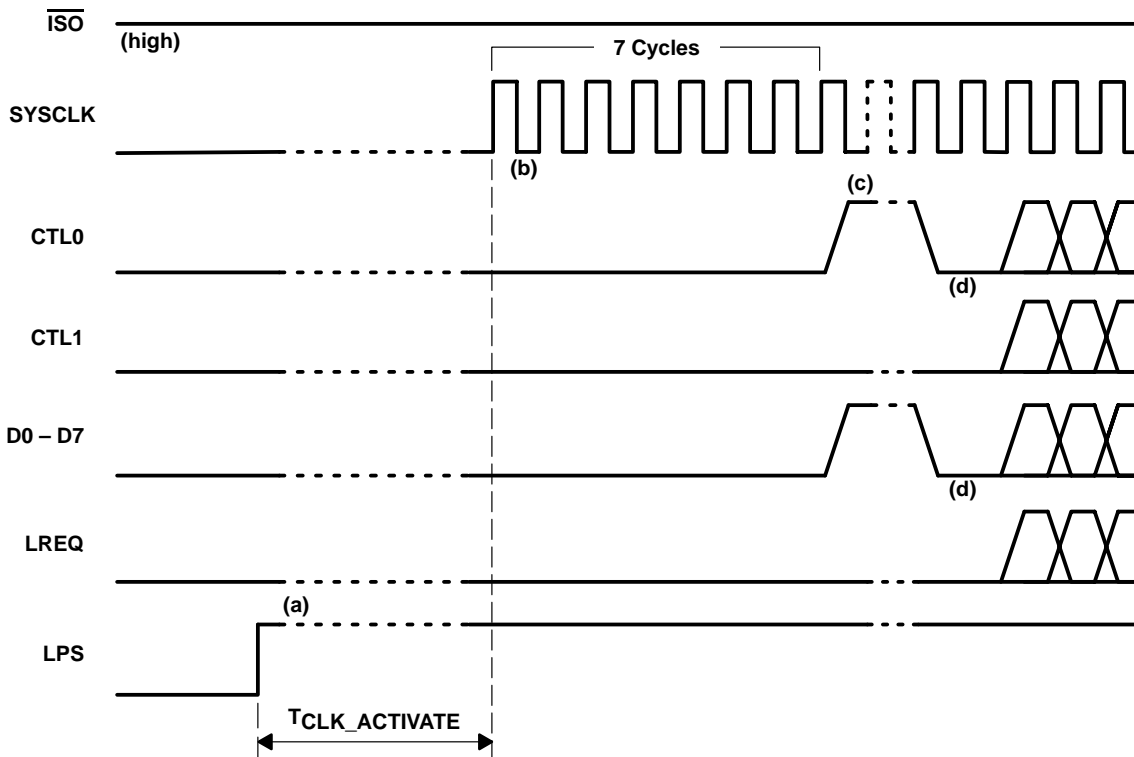 ISO
(high)
7 Cycles
SYSCLK
(b)
(c)
CTL0
(d)
CTL1
D0 – D7
(d)
LREQ
(a)
LPS
TCLK_ACTIVATE